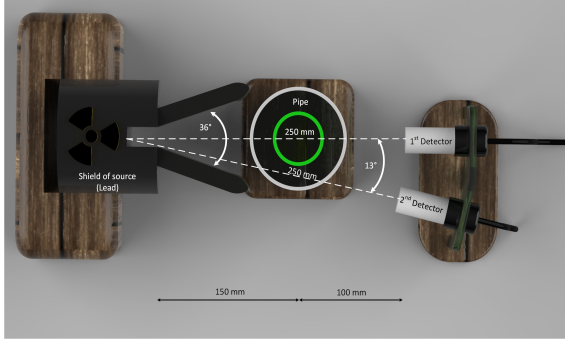 Pipe
36°
250 mm
1st Detector
13°
250 mm
Shield of source
(Lead)
2nd Detector
150 mm
100 mm